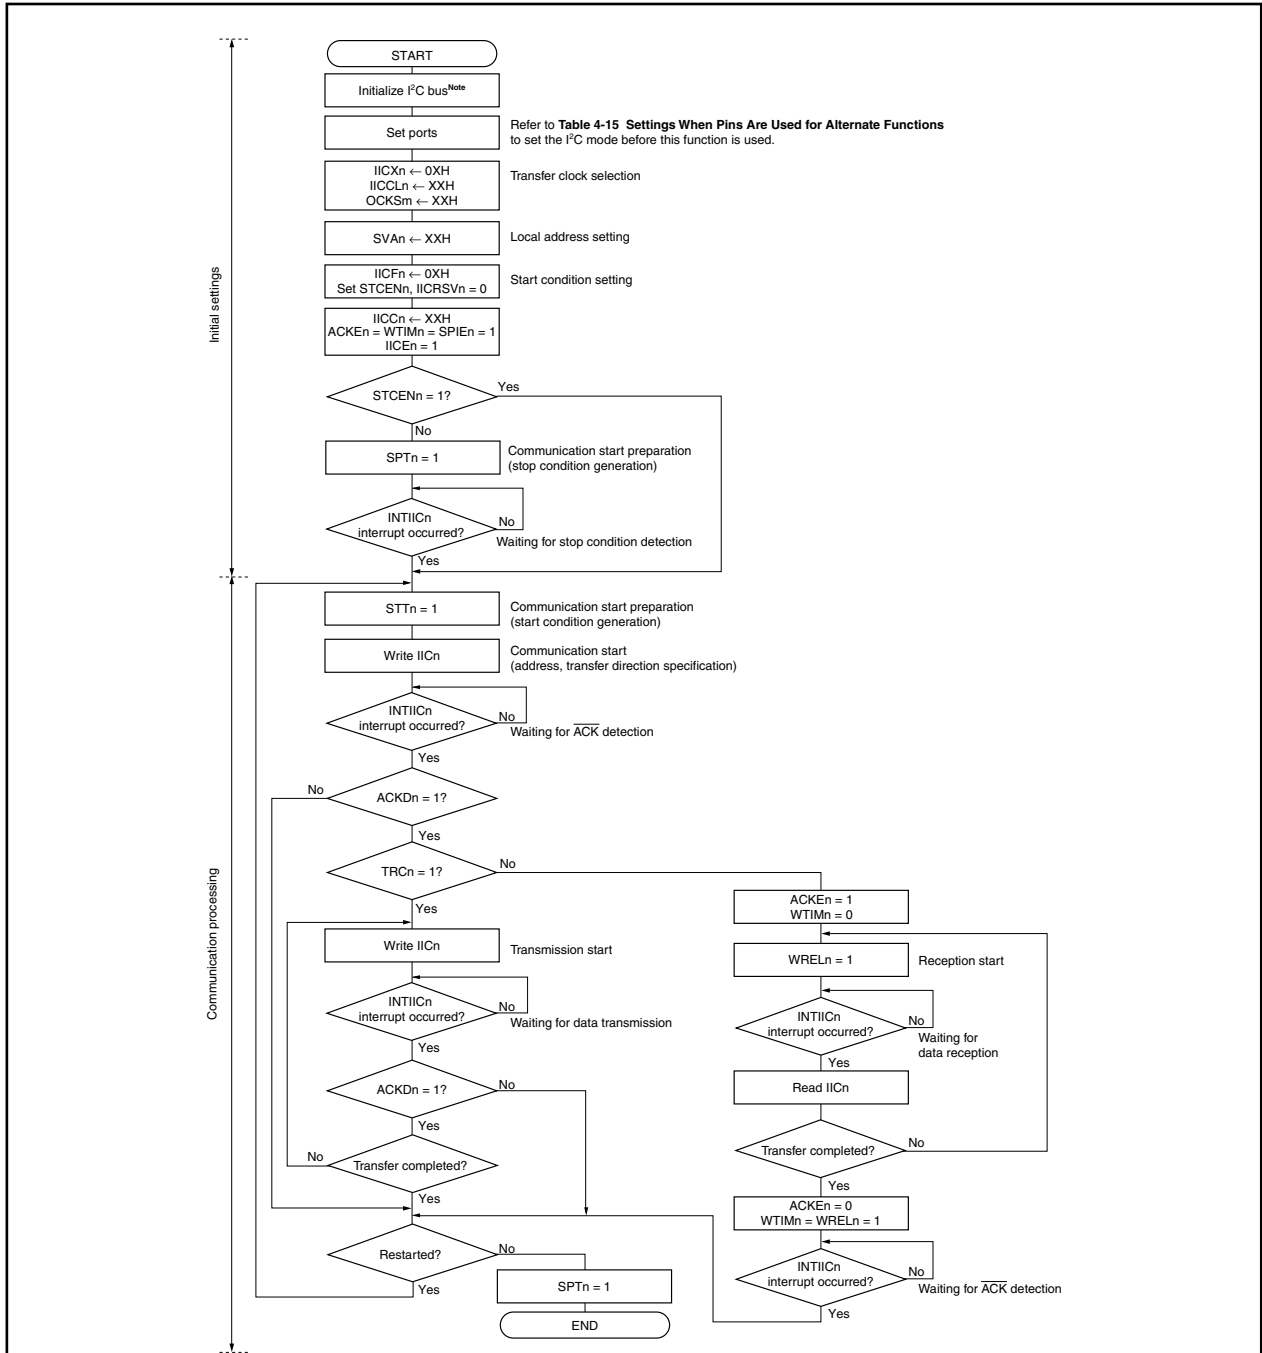 START
Initialize I²C bus^Note
Set ports
Refer to Table 4-15 Settings When Pins Are Used for Alternate Functions
to set the I²C mode before this function is used.
IICXn ← 0XH
IICCLn ← XXH
OCKSm ← XXH
Transfer clock selection
SVAn ← XXH
Local address setting
IICFn ← 0XH
Set STCENn, IICRSVn = 0
Start condition setting
IICCn ← XXH
ACKEn = WTIMn = SPIEn = 1
IICEn = 1
Initial settings
STCENn = 1?
Yes
No
SPTn = 1
Communication start preparation
(stop condition generation)
INTIICn
interrupt occurred?
No
Waiting for stop condition detection
Yes
STTn = 1
Communication start preparation
(start condition generation)
Write IICn
Communication start
(address, transfer direction specification)
INTIICn
interrupt occurred?
No
Waiting for A̅C̅K̅ detection
Yes
No
ACKDn = 1?
Yes
TRCn = 1?
No
Yes
Communication processing
Write IICn
Transmission start
INTIICn
interrupt occurred?
No
Waiting for data transmission
Yes
ACKDn = 1?
No
Yes
No
Transfer completed?
Yes
Restarted?
No
Yes
SPTn = 1
END
ACKEn = 1
WTIMn = 0
WRELn = 1
Reception start
INTIICn
interrupt occurred?
No
Waiting for
data reception
Yes
Read IICn
Transfer completed?
No
Yes
ACKEn = 0
WTIMn = WRELn = 1
INTIICn
interrupt occurred?
No
Waiting for A̅C̅K̅ detection
Yes